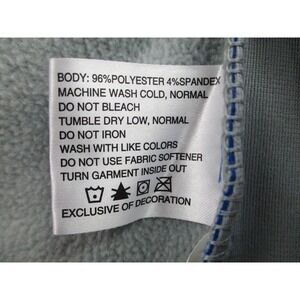 BODY: 96%POLYESTER 4%SPANDEX
MACHINE WASH COLD, NORMAL
DO NOT BLEACH
TUMBLE DRY LOW, NORMAL
DO NOT IRON
WASH WITH LIKE COLORS
DO NOT USE FABRIC SOFTENER
TURN GARMENT INSIDE OUT
EXCLUSIVE OF DECORATION